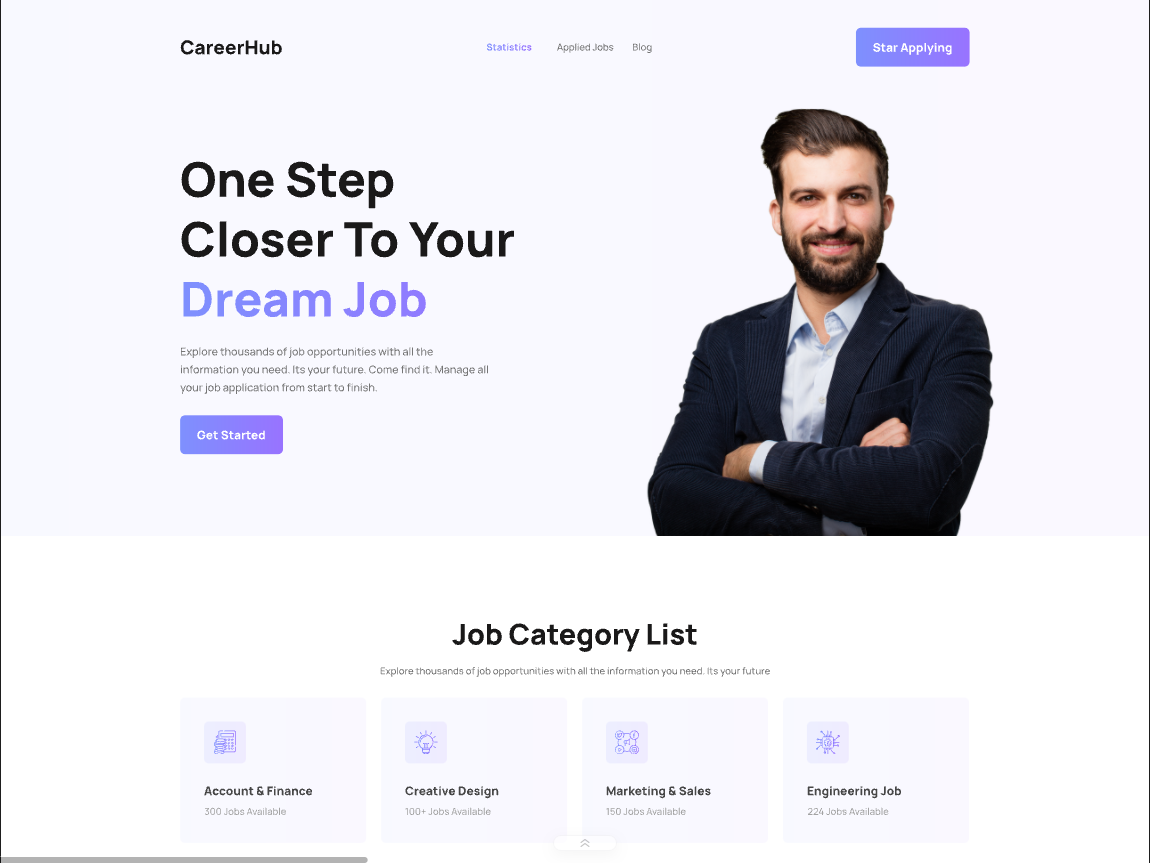 CareerHub
Statistics Applied Jobs Blog
Star Applying
One Step
Closer To Your
Dream Job
Explore thousands of job opportunities with all the
information you need. Its your future. Come find it. Manage all
your job application from start to finish.
Get Started
Job Category List
Explore thousands of job opportunities with all the information you need. Its your future
Account & Finance
300 Jobs Available
Creative Design
100+ Jobs Available
Marketing & Sales
150 Jobs Available
Engineering Job
224 Jobs Available